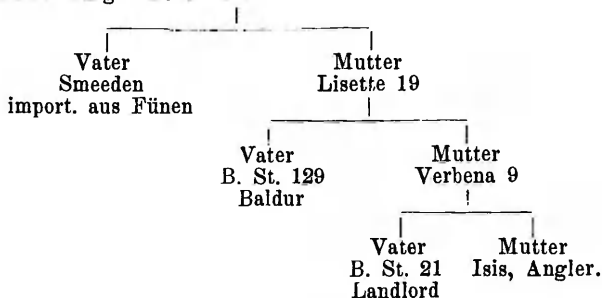 Vater Mutter
Smeeden Lisette 19
import. aus Fünen
Vater Mutter
B. St. 129 Verbena 9
Baldur
Vater Mutter
B. St. 21 Isis, Angler.
Landlord